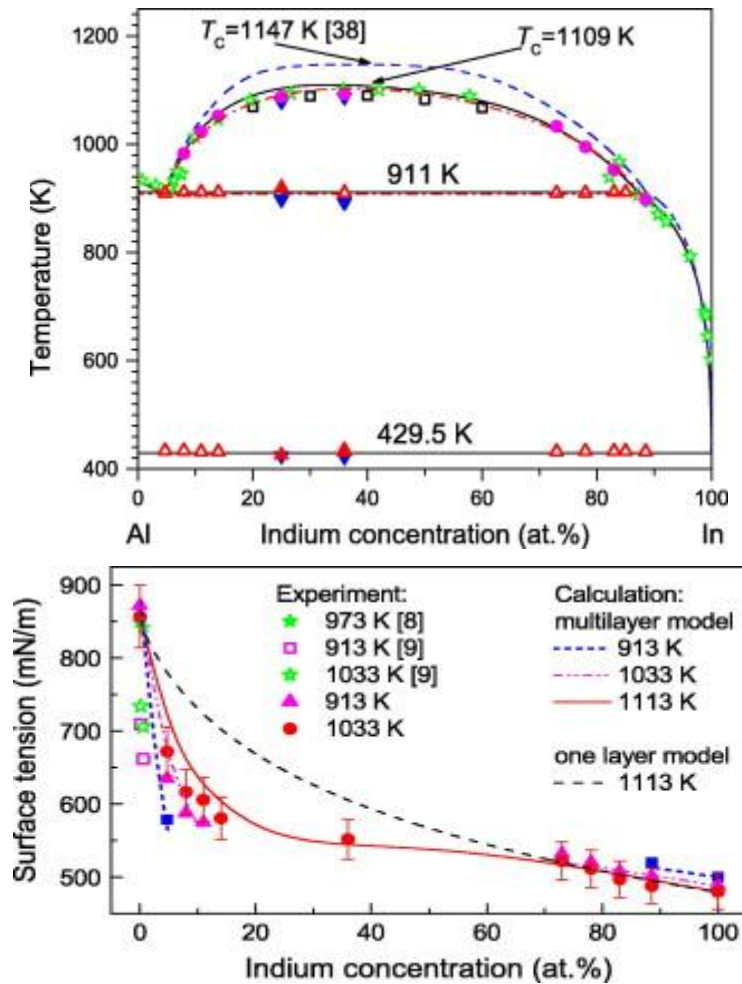 1200
1000
800
600
400
Temperature (K)
Tc=1147 K [38]
Tc=1109 K
911 K
429.5 K
0 20 40 60 80 100
Al Indium concentration (at.%) In
900
800
700
600
500
Surface tension (mN/m)
Experiment:
973 K [8]
913 K [9]
1033 K [9]
913 K
1033 K
Calculation:
multilayer model
913 K
1033 K
1113 K
one layer model
1113 K
0 20 40 60 80 100
Indium concentration (at.%)